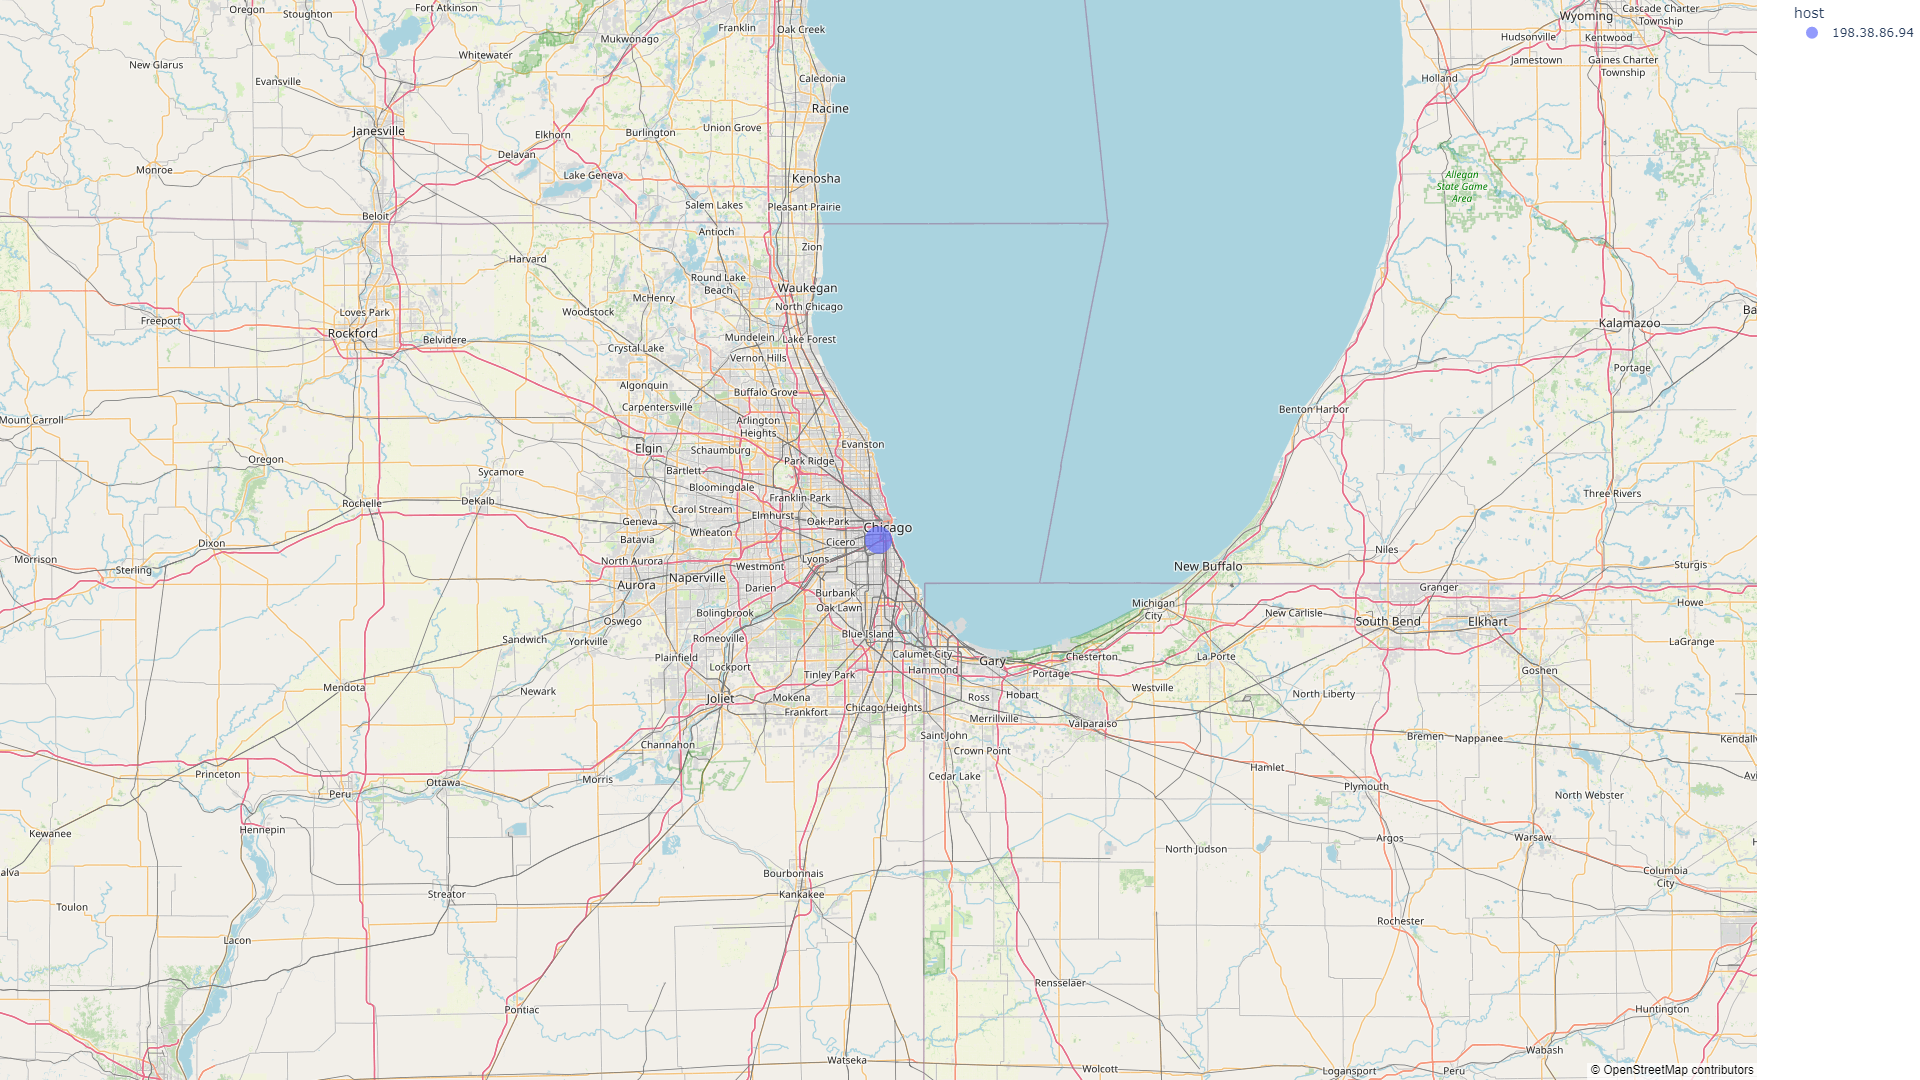 Oregon
Stoughton
Fort Atkinson
Mukwonago
Franklin
Oak Creek
Wyoming
Cascade Charter
Township
host
198.38.86.94
Hudsonville
Kentwood
Jamestown
Gaines Charter
Township
New Glarus
Whitewater
Evansville
Caledonia
Holland
Racine
Janesville
Elkhorn
Burlington
Union Grove
Delavan
Monroe
Lake Geneva
Kenosha
Allegan
State Game
Area
Salem Lakes
Pleasant Prairie
Beloit
Antioch
Zion
Harvard
Round Lake
Beach
Waukegan
McHenry
North Chicago
Woodstock
Loves Park
Freeport
Rockford
Belvidere
Mundelein
Lake Forest
Kalamazoo
Ba
Crystal Lake
Vernon Hills
Portage
Algonquin
Buffalo Grove
Carpentersville
Benton Harbor
Mount Carroll
Arlington
Heights
Evanston
Elgin
Schaumburg
Oregon
Park Ridge
Sycamore
Bartlett
Bloomingdale
Rochelle
DeKalb
Franklin Park
Three Rivers
Carol Stream
Elmhurst
Geneva
Oak Park
Chicago
Batavia
Wheaton
Cicero
Dixon
Niles
Morrison
Sterling
North Aurora
Westmont
Lyons
New Buffalo
Sturgis
Aurora
Naperville
Darien
Burbank
Granger
Oak Lawn
Michigan
City
New Carlisle
Howe
Bolingbrook
Oswego
South Bend
Elkhart
Sandwich
Yorkville
Romeoville
Blue Island
LaGrange
Plainfield
Lockport
Calumet City
Gary
Chesterton
La Porte
Hammond
Portage
Goshen
Tinley Park
Mendota
Newark
Joliet
Mokena
Ross
Hobart
Westville
North Liberty
Frankfort
Chicago Heights
Merrillville
Valparaiso
Channahon
Saint John
Crown Point
Bremen
Nappanee
Kendallv
Princeton
Ottawa
Morris
Cedar Lake
Hamlet
Avi
Peru
Plymouth
North Webster
Kewanee
Hennepin
Argos
Warsaw
H
North Judson
alva
Bourbonnais
Columbia
City
Streator
Kankakee
Toulon
Rochester
Lacon
Rensselaer
Pontiac
Huntington
Watseka
Wabash
Wolcott
Logansport
Peru
© OpenStreetMap contributors